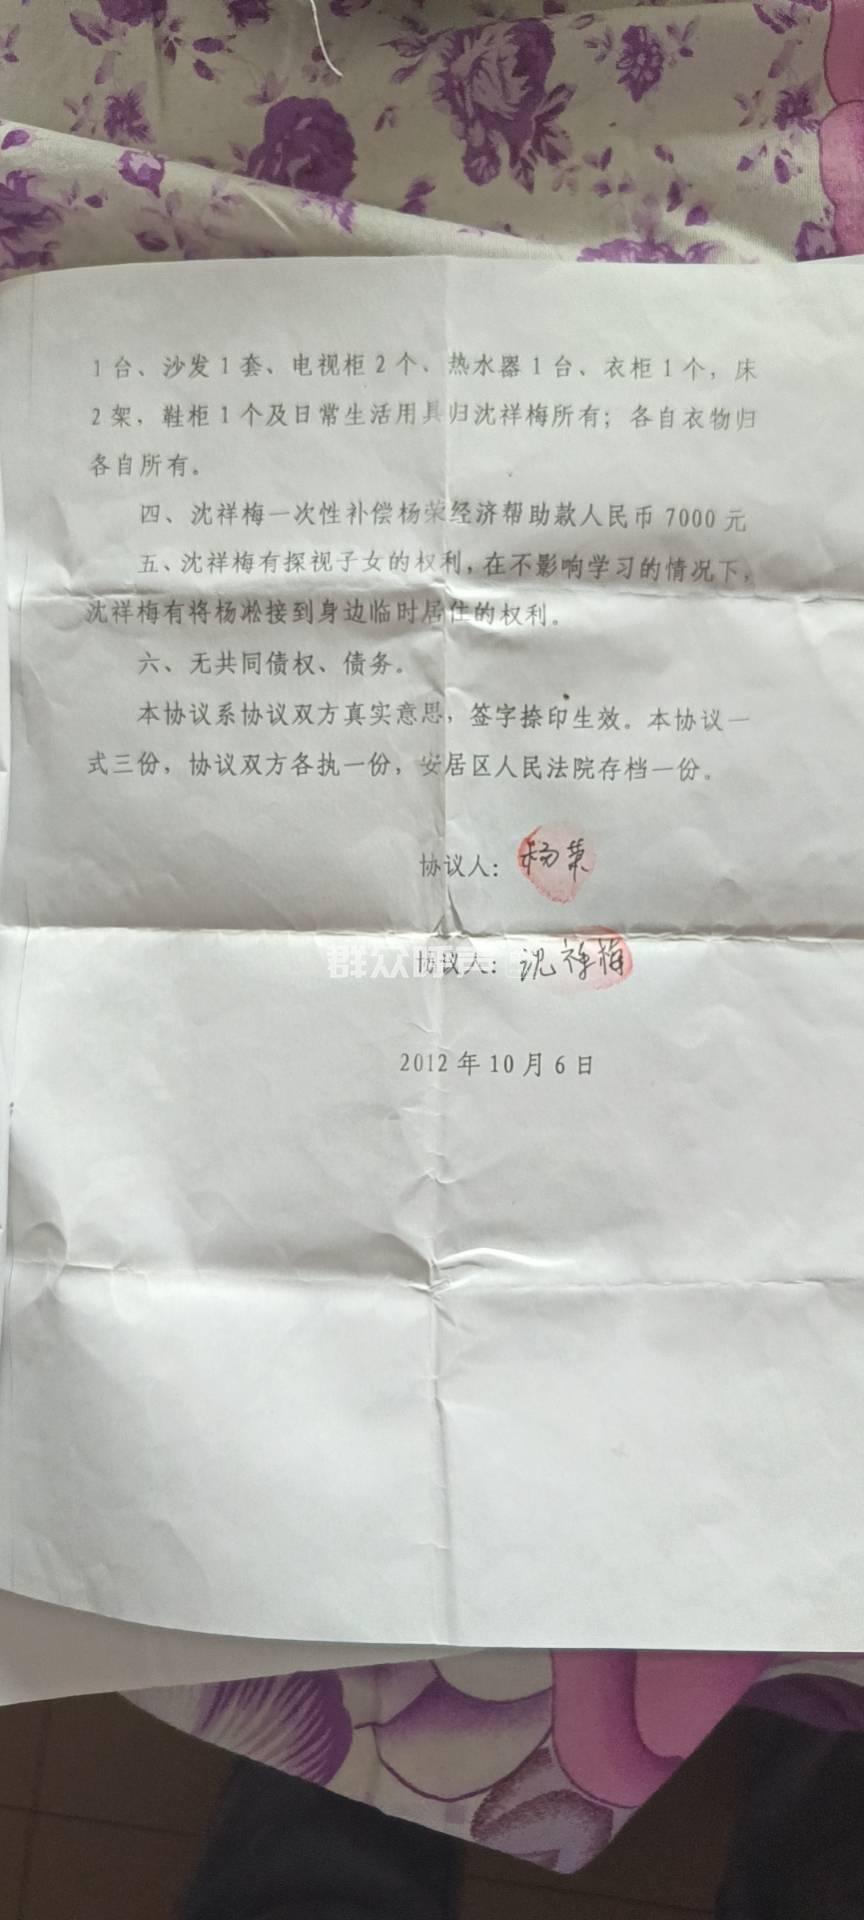 1台、沙发1套、电视柜2个、热水器1台、衣柜1个，床
2架，鞋柜1个及日常生活用具归沈祥梅所有；各自衣物归
各自所有。
四、沈祥梅一次性补偿杨荣经济帮助款人民币7000元
五、沈祥梅有探视子女的权利，在不影响学习的情况下，
沈祥梅有将杨凇接到身边临时居住的权利。
六、无共同债权、债务。
本协议系协议双方真实意思，签字捺印生效。本协议一
式三份，协议双方各执一份，安居区人民法院存档一份。
协议人：杨荣
协议人：沈祥梅
群众呼声
2012年10月6日